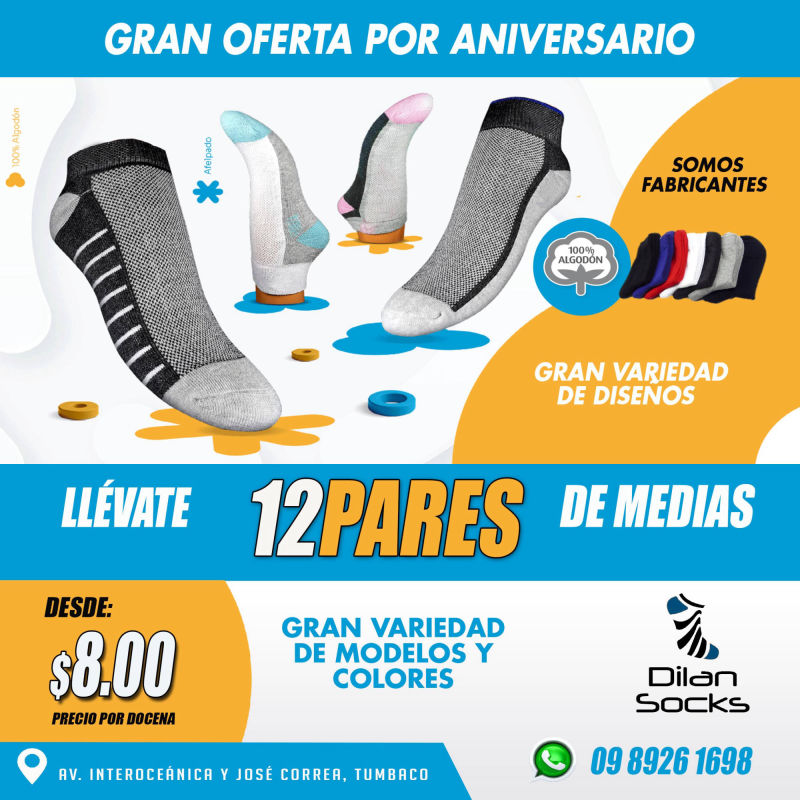 GRAN OFERTA POR ANIVERSARIO
100% Algodón
Afelpado
SOMOS
FABRICANTES
100%
ALGODÓN
GRAN VARIEDAD
DE DISEÑOS
LLÉVATE 12PARES DE MEDIAS
DESDE:
$8.00
PRECIO POR DOCENA
GRAN VARIEDAD
DE MODELOS Y
COLORES
Dilan
Socks
AV. INTEROCEÁNICA Y JOSÉ CORREA, TUMBACO
09 8926 1698